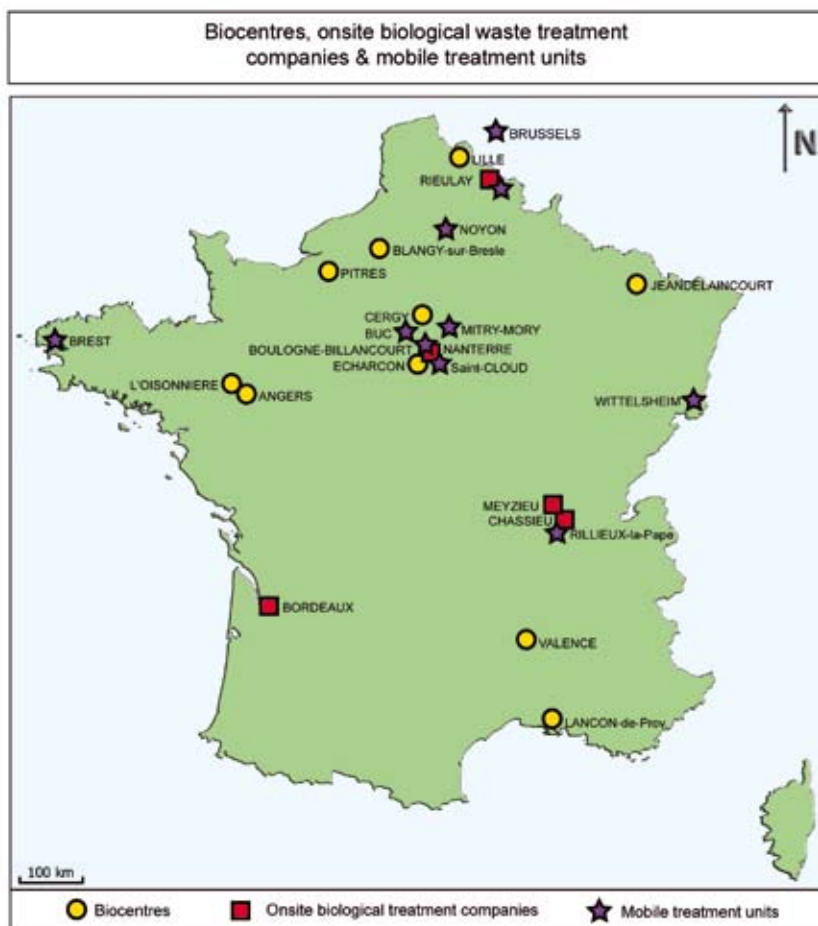 Biocentres, onsite biological waste treatment
companies & mobile treatment units
N
BRUSSELS
LILLE
RIEULAY
NOYON
BLANGY-sur-Bresle
PITRES
JEANDELAINCOURT
CERGY
MITRY-MORY
BUC
BREST
BOULOGNE-BILLANCOURT
NANTERRE
ECHARCON
Saint-CLOUD
L'OISONNIERE
ANGERS
WITTELSHEIM
MEYZIEU
CHASSIEU
RILLIEUX-la-Pape
BORDEAUX
VALENCE
LANCON-de-Prov.
100 km
Biocentres
Onsite biological treatment companies
Mobile treatment units